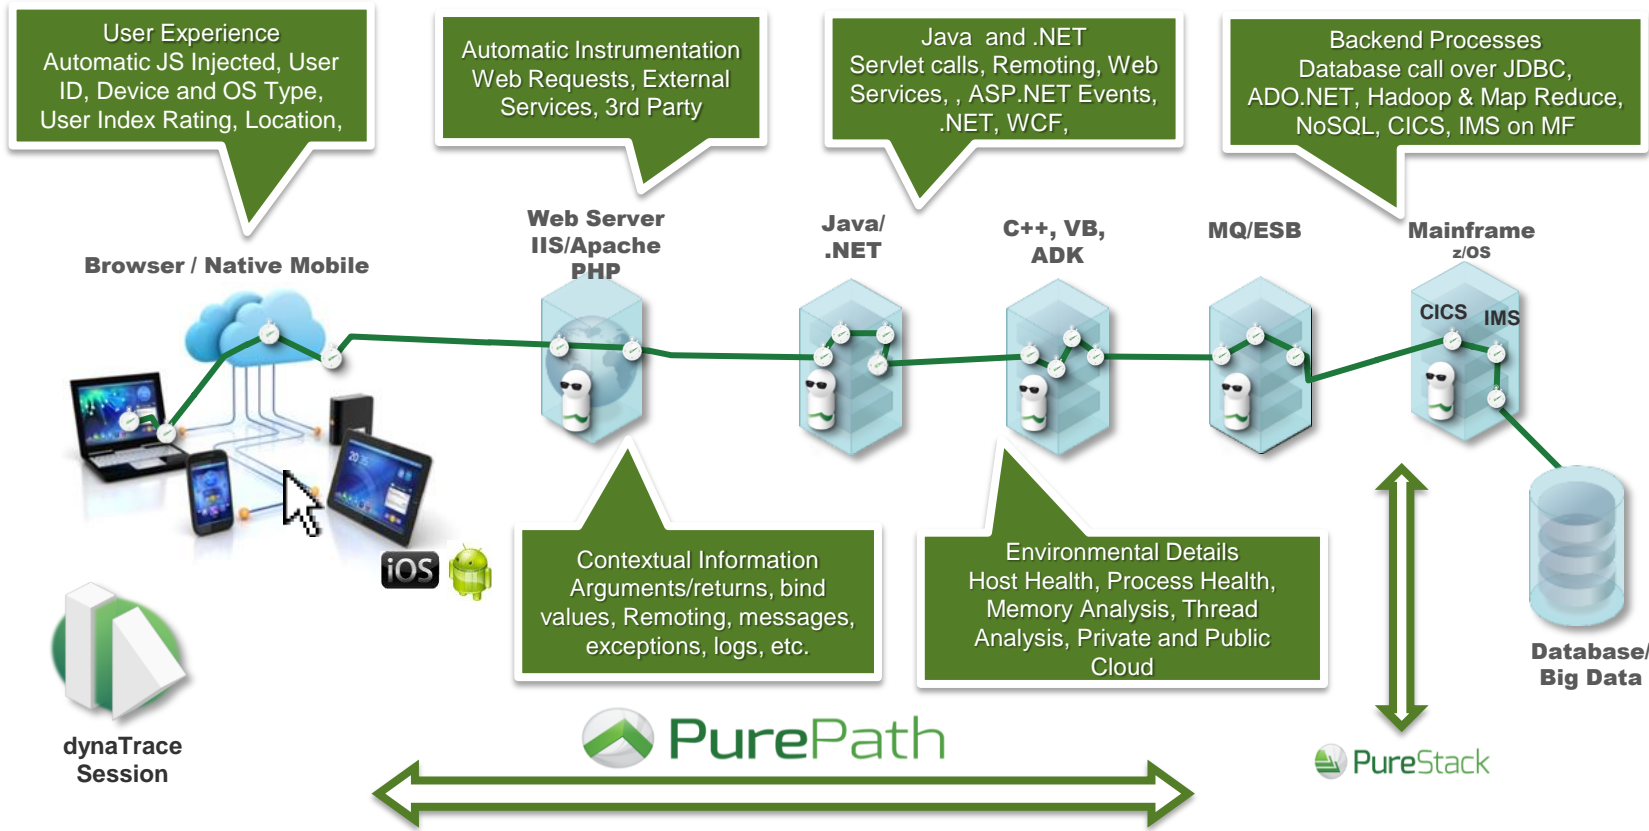 User Experience
Automatic JS Injected, User
ID, Device and OS Type,
User Index Rating, Location,
Automatic Instrumentation
Web Requests, External
Services, 3rd Party
Java and .NET
Servlet calls, Remoting, Web
Services, , ASP.NET Events,
.NET, WCF,
Backend Processes
Database call over JDBC,
ADO.NET, Hadoop & Map Reduce,
NoSQL, CICS, IMS on MF
Browser / Native Mobile
Web Server
IIS/Apache
PHP
Java/
.NET
C++, VB,
ADK
MQ/ESB
Mainframe
z/OS
CICS
IMS
20:35
iOS
Contextual Information
Arguments/returns, bind
values, Remoting, messages,
exceptions, logs, etc.
Environmental Details
Host Health, Process Health,
Memory Analysis, Thread
Analysis, Private and Public
Cloud
Database/
Big Data
dynaTrace
Session
PurePath
PureStack